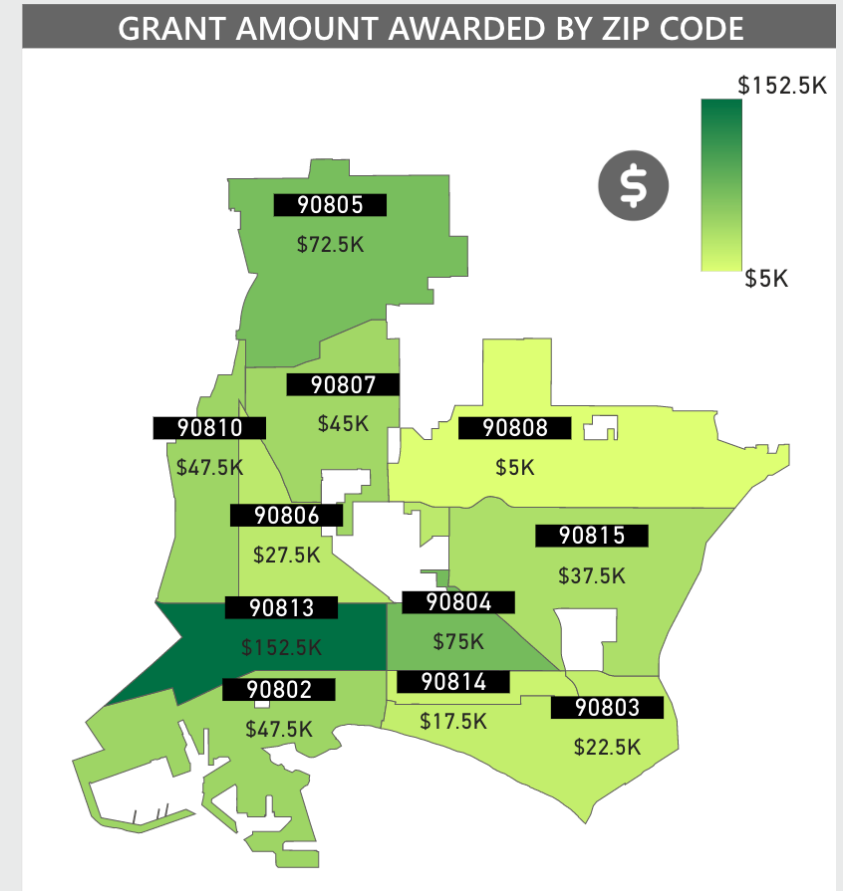 GRANT AMOUNT AWARDED BY ZIP CODE
$152.5K
$
$5K
90805
$72.5K
90807
$45K
90810
$47.5K
90808
$5K
90806
$27.5K
90815
$37.5K
90813
$152.5K
90804
$75K
90802
$47.5K
90814
$17.5K
90803
$22.5K